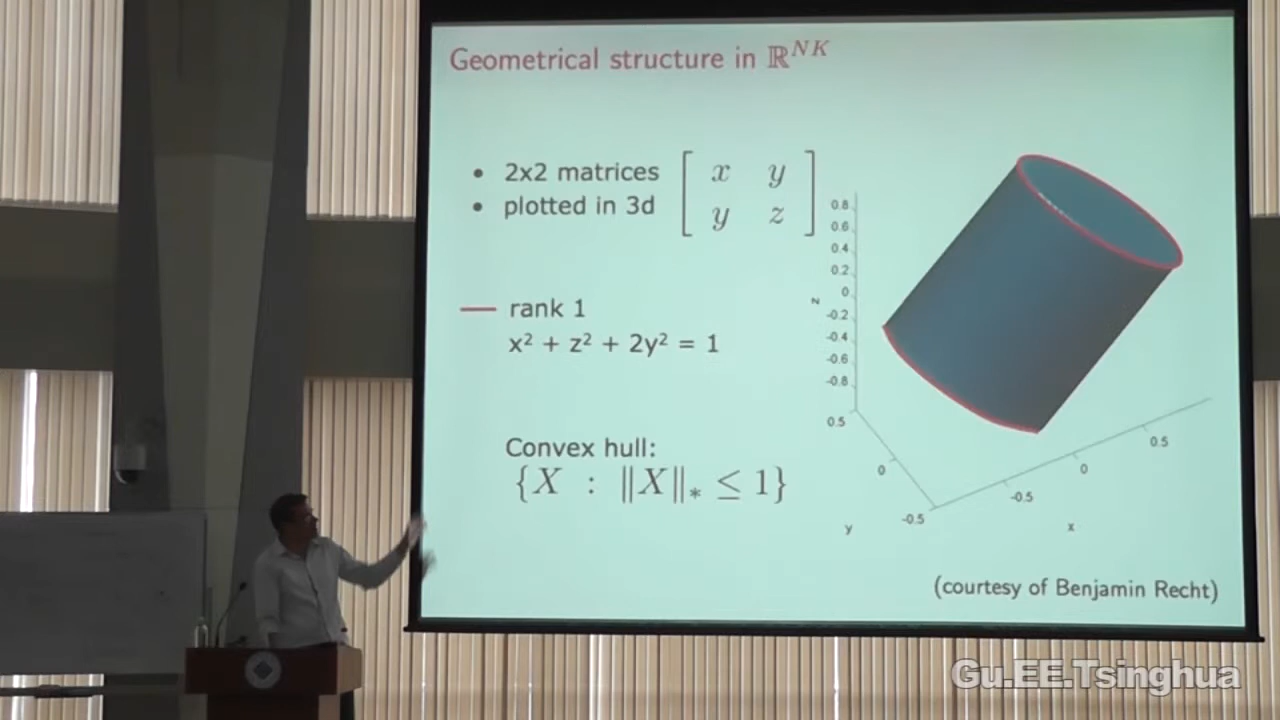 Geometrical structure in ℝ^{NK}
• 2x2 matrices
• plotted in 3d
[ x y
y z ]
rank 1
x² + z² + 2y² = 1
Convex hull:
{X : ‖X‖_* ≤ 1}
0.8
0.6
0.4
0.2
0
-0.2
-0.4
-0.6
-0.8
z
0.5
0
-0.5
y
-0.5
0
0.5
x
(courtesy of Benjamin Recht)
Gu.EE.Tsinghua